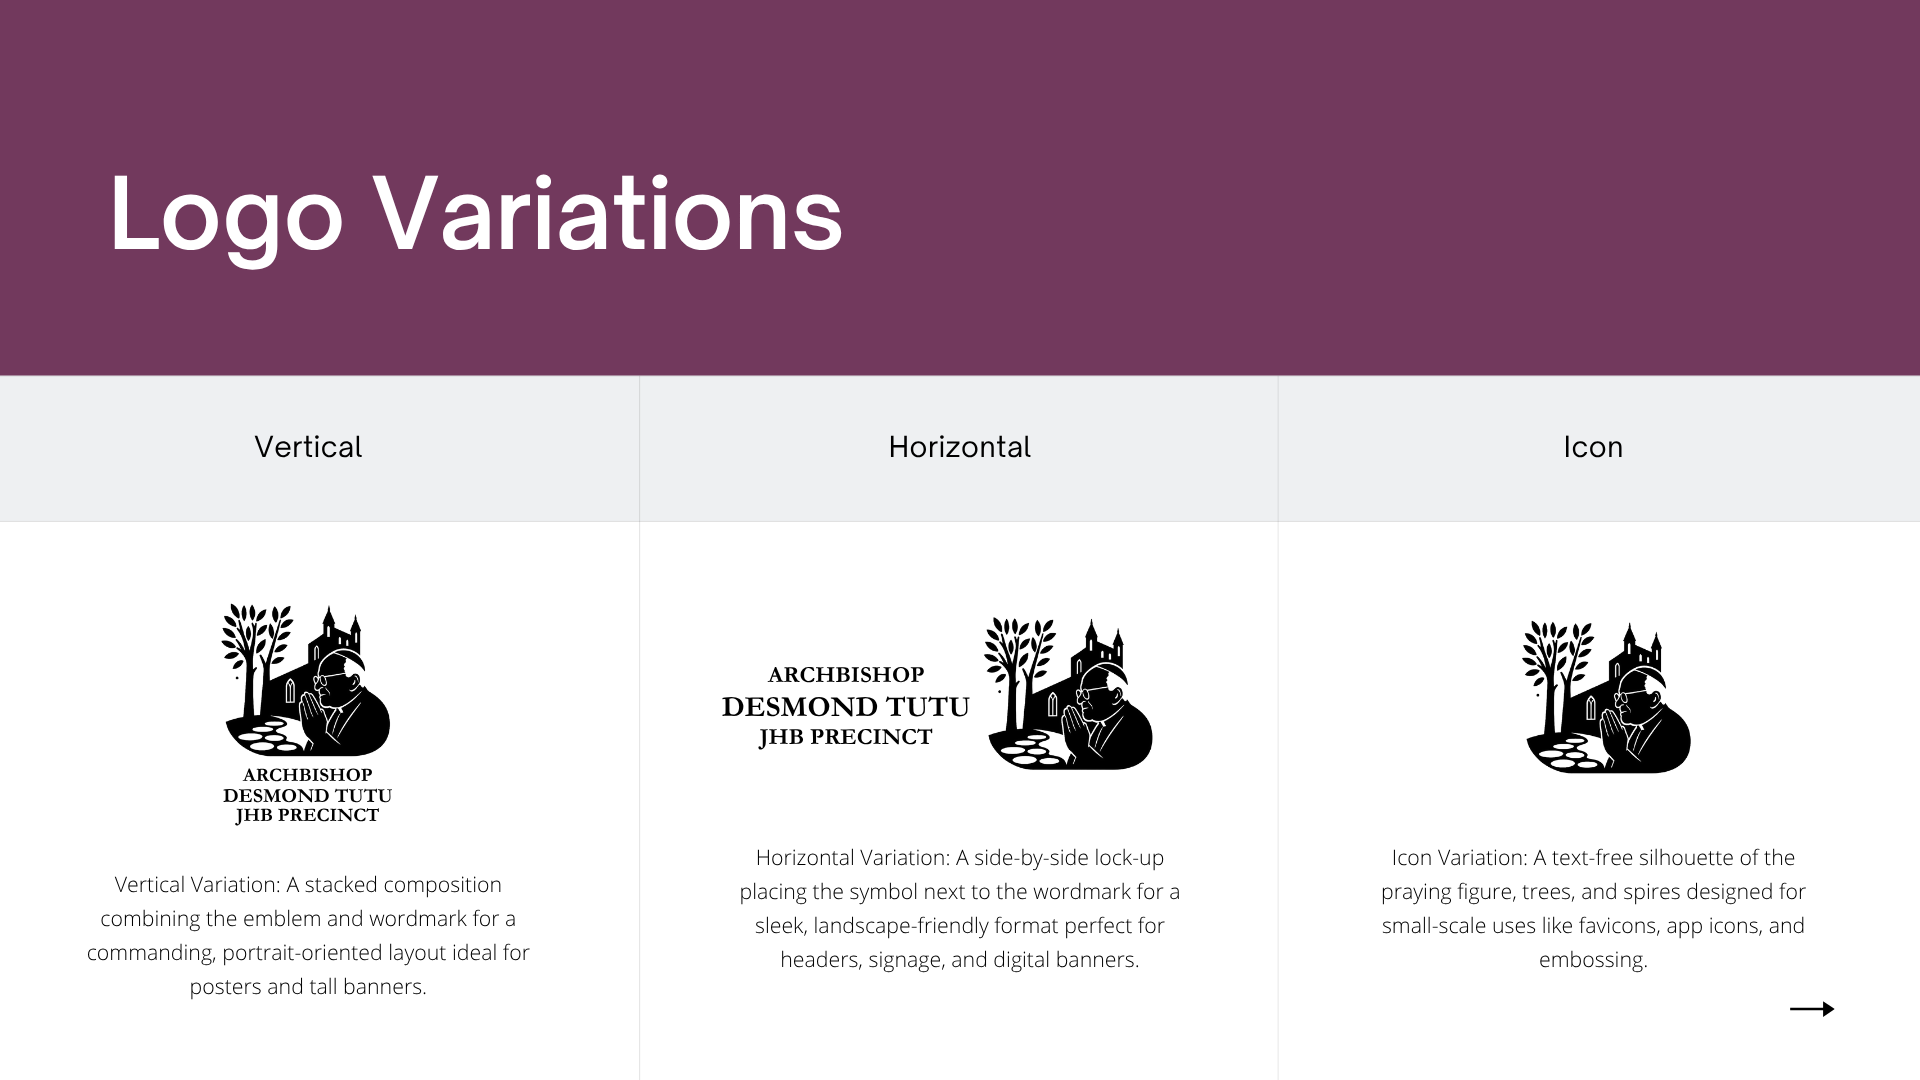 Logo Variations
Vertical
Horizontal
Icon
ARCHBISHOP
DESMOND TUTU
JHB PRECINCT
Vertical Variation: A stacked composition
combining the emblem and wordmark for a
commanding, portrait-oriented layout ideal for
posters and tall banners.
ARCHBISHOP
DESMOND TUTU
JHB PRECINCT
Horizontal Variation: A side-by-side lock-up
placing the symbol next to the wordmark for a
sleek, landscape-friendly format perfect for
headers, signage, and digital banners.
Icon Variation: A text-free silhouette of the
praying figure, trees, and spires designed for
small-scale uses like favicons, app icons, and
embossing.